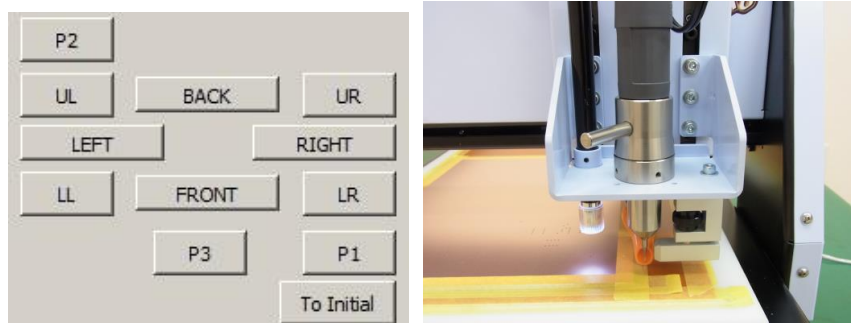 P2
UL BACK UR
LEFT RIGHT
LL FRONT LR
P3 P1
To Initial